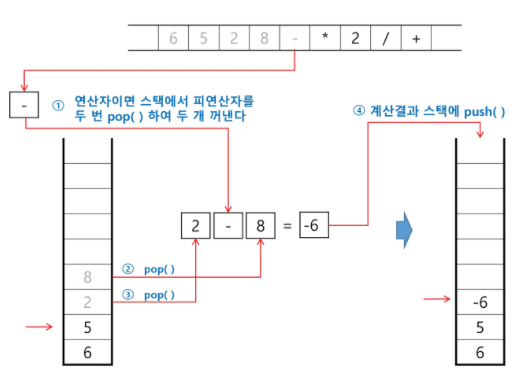 6 5 2 8 - * 2 / +
-
① 연산자이면 스택에서 피연산자를
두 번 pop( ) 하여 두 개 꺼낸다
④ 계산결과 스택에 push( )
2 - 8 = -6
8
② pop( )
2
③ pop( )
5
6
-6
5
6